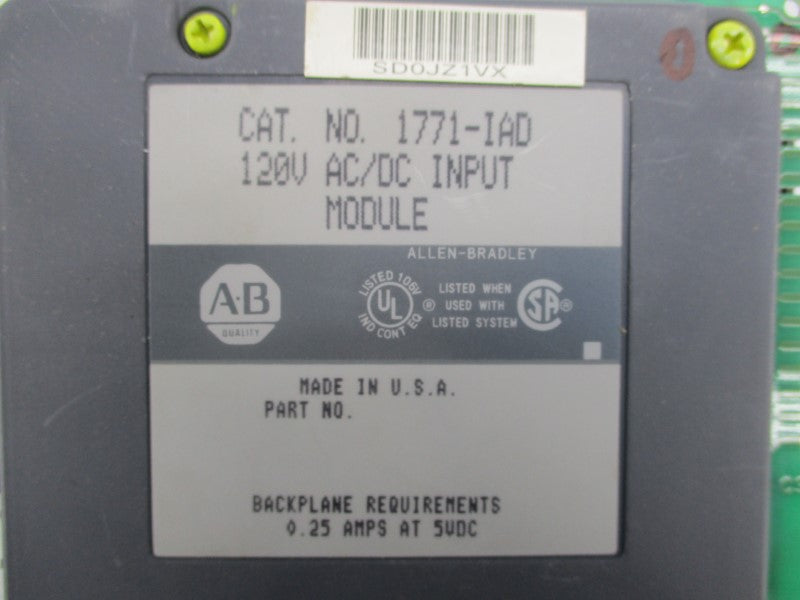 SD0JZ1VX
0
CAT. NO. 1771-IAD
120V AC/DC INPUT
MODULE
ALLEN-BRADLEY
A·B
QUALITY
LISTED 106V
UL
IND CONT EQ
®
LISTED WHEN
USED WITH
LISTED SYSTEM
SA
®
MADE IN U.S.A.
PART NO.
BACKPLANE REQUIREMENTS
0.25 AMPS AT 5VDC